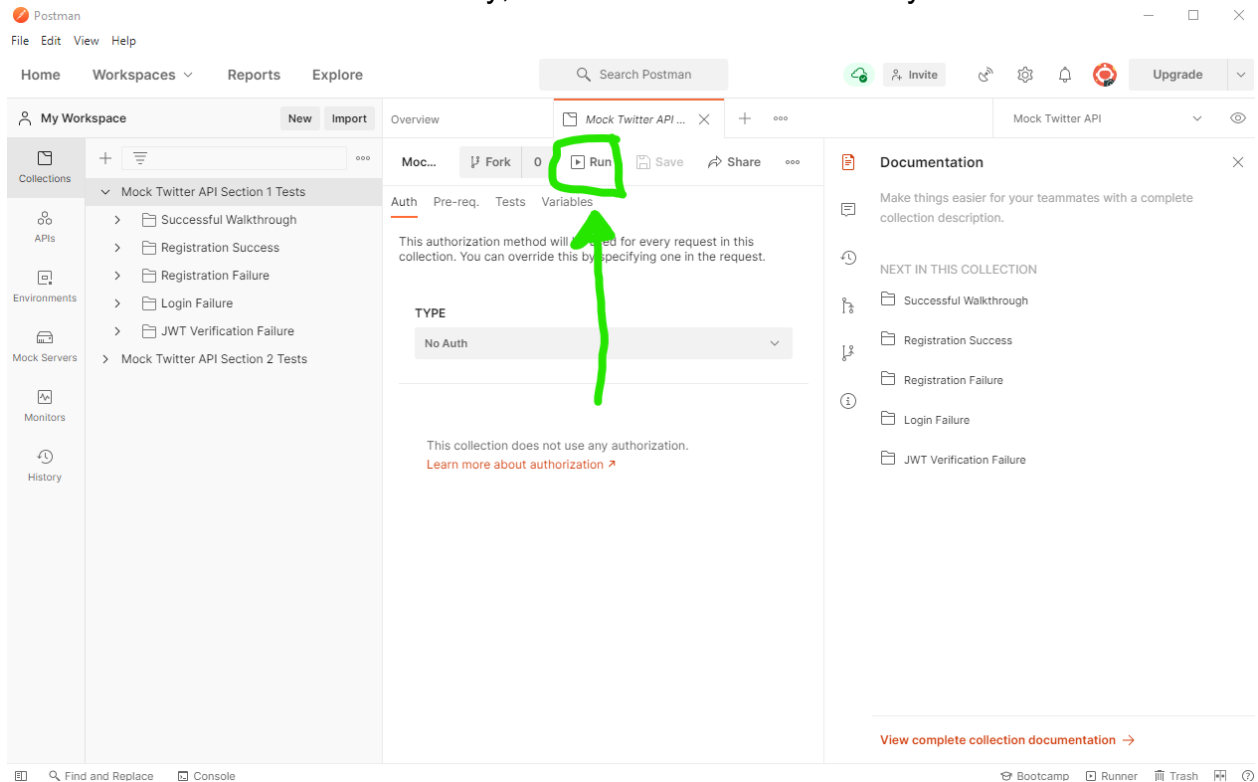 Postman
File Edit View Help
Home Workspaces Reports Explore Search Postman Invite Upgrade
My Workspace New Import Overview Mock Twitter API ... Mock Twitter API
Collections
APIs
Environments
Mock Servers
Monitors
History
Mock Twitter API Section 1 Tests
Successful Walkthrough
Registration Success
Registration Failure
Login Failure
JWT Verification Failure
Mock Twitter API Section 2 Tests
Moc... Fork 0 Run Save Share
Auth Pre-req. Tests Variables
This authorization method will be used for every request in this
collection. You can override this by specifying one in the request.
TYPE
No Auth
This collection does not use any authorization.
Learn more about authorization
Documentation
Make things easier for your teammates with a complete
collection description.
NEXT IN THIS COLLECTION
Successful Walkthrough
Registration Success
Registration Failure
Login Failure
JWT Verification Failure
View complete collection documentation →
Find and Replace Console Bootcamp Runner Trash